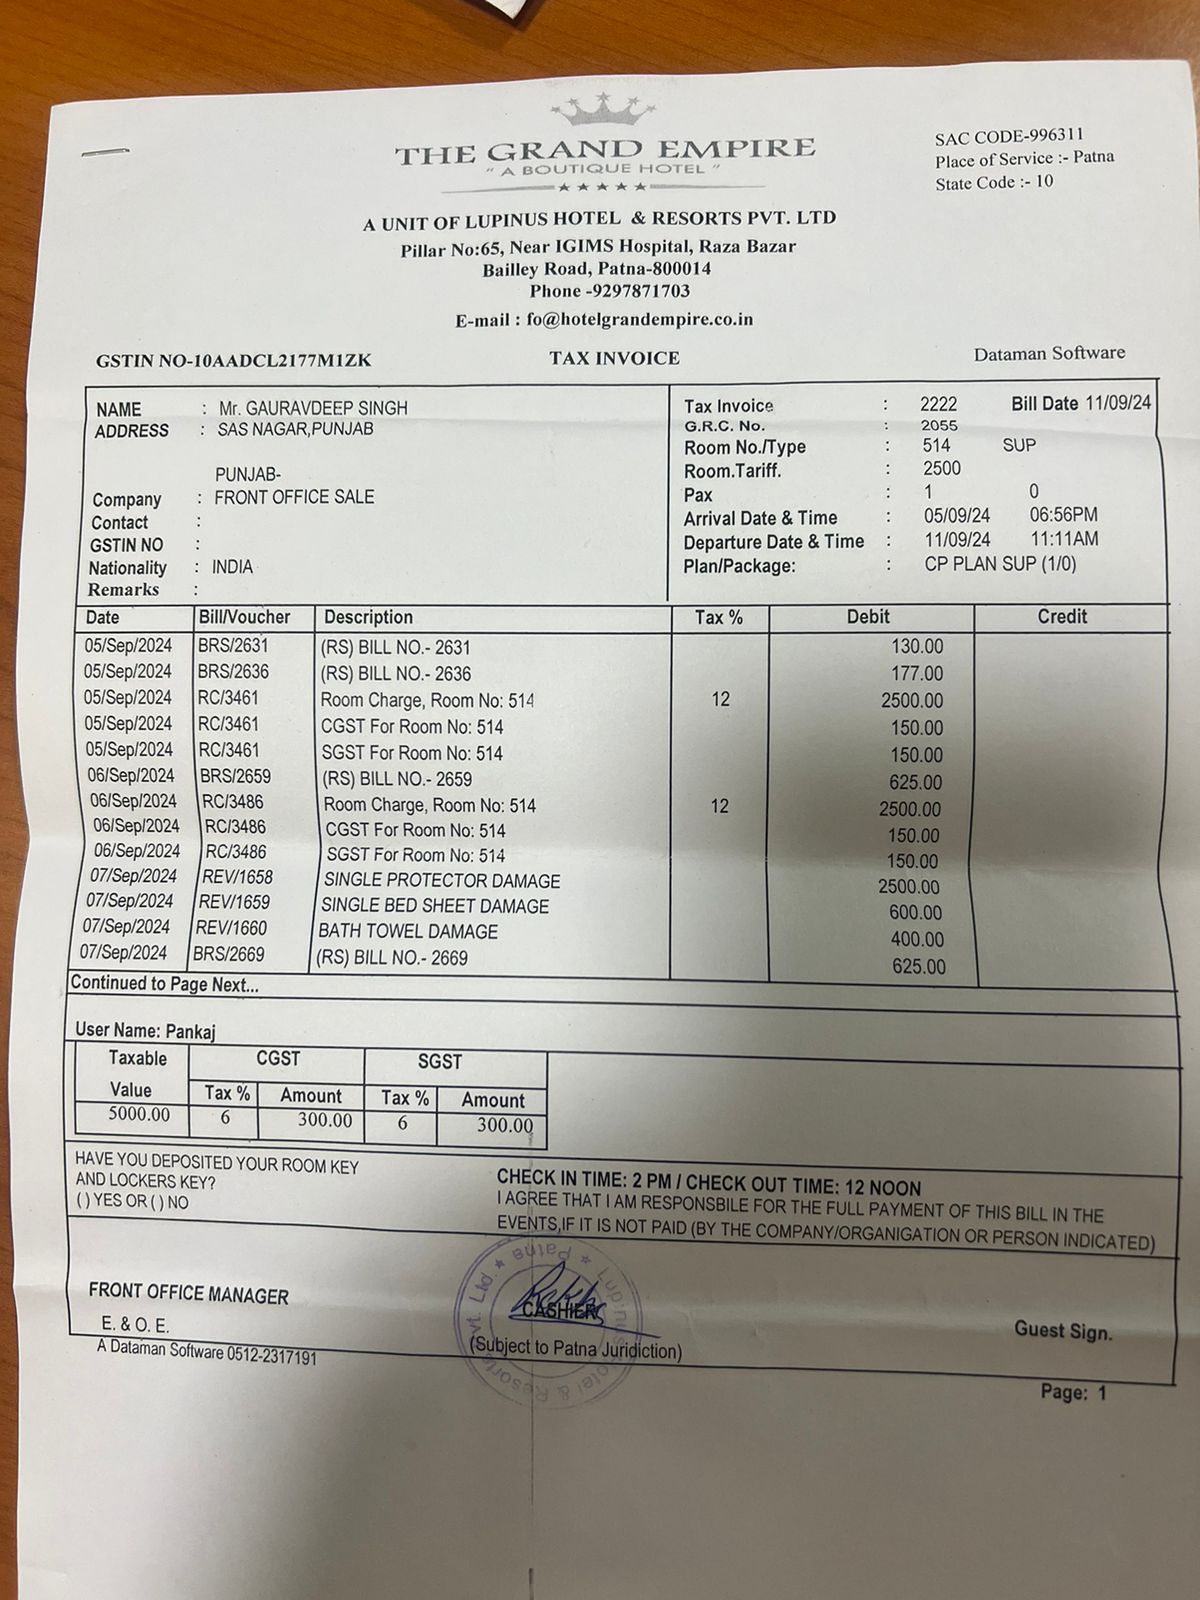 THE GRAND EMPIRE
" A BOUTIQUE HOTEL "
SAC CODE-996311
Place of Service :- Patna
State Code :- 10
A UNIT OF LUPINUS HOTEL & RESORTS PVT. LTD
Pillar No:65, Near IGIMS Hospital, Raza Bazar
Bailley Road, Patna-800014
Phone -9297871703
E-mail : fo@hotelgrandempire.co.in
GSTIN NO-10AADCL2177M1ZK TAX INVOICE Dataman Software
NAME : Mr. GAURAVDEEP SINGH
ADDRESS : SAS NAGAR,PUNJAB
PUNJAB-
Company : FRONT OFFICE SALE
Contact :
GSTIN NO :
Nationality : INDIA
Remarks :
Tax Invoice : 2222 Bill Date 11/09/24
G.R.C. No. : 2055
Room No./Type : 514 SUP
Room.Tariff. : 2500
Pax : 1 0
Arrival Date & Time : 05/09/24 06:56PM
Departure Date & Time : 11/09/24 11:11AM
Plan/Package: : CP PLAN SUP (1/0)
Date Bill/Voucher Description Tax % Debit Credit
05/Sep/2024 BRS/2631 (RS) BILL NO.- 2631 130.00
05/Sep/2024 BRS/2636 (RS) BILL NO.- 2636 177.00
05/Sep/2024 RC/3461 Room Charge, Room No: 514 12 2500.00
05/Sep/2024 RC/3461 CGST For Room No: 514 150.00
05/Sep/2024 RC/3461 SGST For Room No: 514 150.00
06/Sep/2024 BRS/2659 (RS) BILL NO.- 2659 625.00
06/Sep/2024 RC/3486 Room Charge, Room No: 514 12 2500.00
06/Sep/2024 RC/3486 CGST For Room No: 514 150.00
06/Sep/2024 RC/3486 SGST For Room No: 514 150.00
07/Sep/2024 REV/1658 SINGLE PROTECTOR DAMAGE 2500.00
07/Sep/2024 REV/1659 SINGLE BED SHEET DAMAGE 600.00
07/Sep/2024 REV/1660 BATH TOWEL DAMAGE 400.00
07/Sep/2024 BRS/2669 (RS) BILL NO.- 2669 625.00
Continued to Page Next...
User Name: Pankaj
Taxable Value CGST SGST
Tax % Amount Tax % Amount
5000.00 6 300.00 6 300.00
HAVE YOU DEPOSITED YOUR ROOM KEY
AND LOCKERS KEY?
( ) YES OR ( ) NO
CHECK IN TIME: 2 PM / CHECK OUT TIME: 12 NOON
I AGREE THAT I AM RESPONSBILE FOR THE FULL PAYMENT OF THIS BILL IN THE
EVENTS,IF IT IS NOT PAID (BY THE COMPANY/ORGANIGATION OR PERSON INDICATED)
FRONT OFFICE MANAGER
CASHIER
Guest Sign.
E. & O. E.
(Subject to Patna Juridiction)
A Dataman Software 0512-2317191
Page: 1